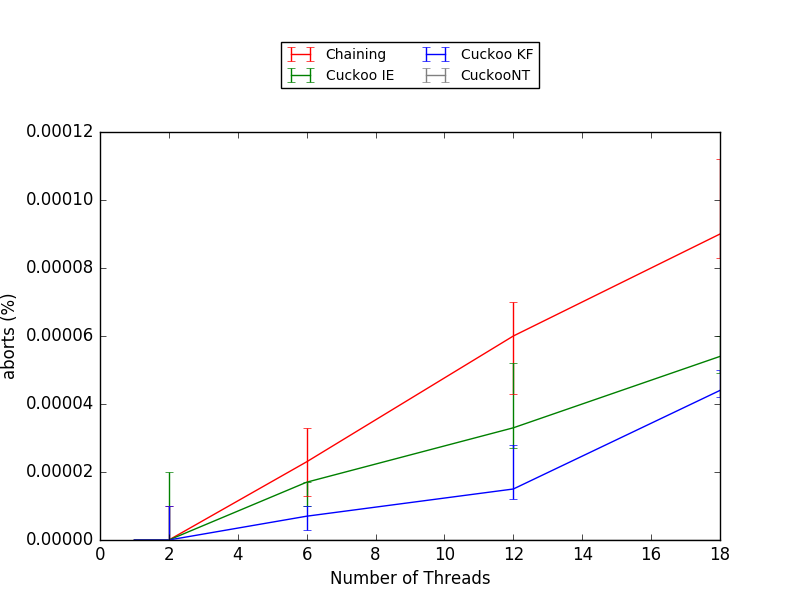 Chaining Cuckoo KF
Cuckoo IE CuckooNT
0.00012
0.00010
0.00008
0.00006
0.00004
0.00002
0.00000
aborts (%)
0 2 4 6 8 10 12 14 16 18
Number of Threads